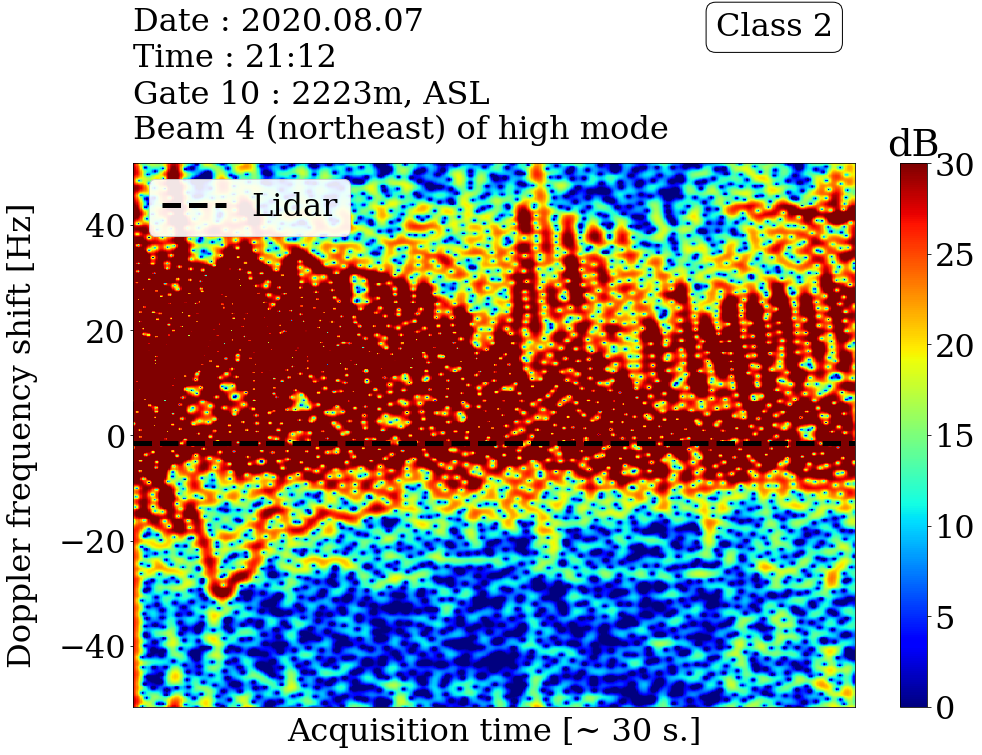 Date : 2020.08.07
Time : 21:12
Gate 10 : 2223m, ASL
Beam 4 (northeast) of high mode
Class 2
dB
Lidar
Doppler frequency shift [Hz]
40
20
0
−20
−40
30
25
20
15
10
5
0
Acquisition time [~ 30 s.]